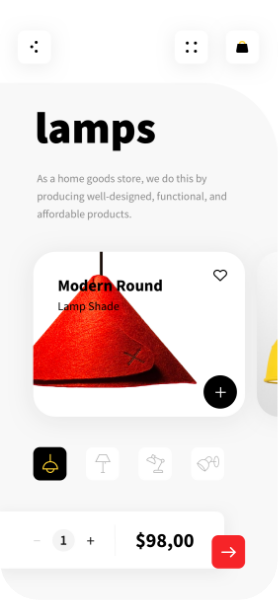 lamps
As a home goods store, we do this by
producing well-designed, functional, and
affordable products.
Modern Round
Lamp Shade
+
− 1 + $98,00